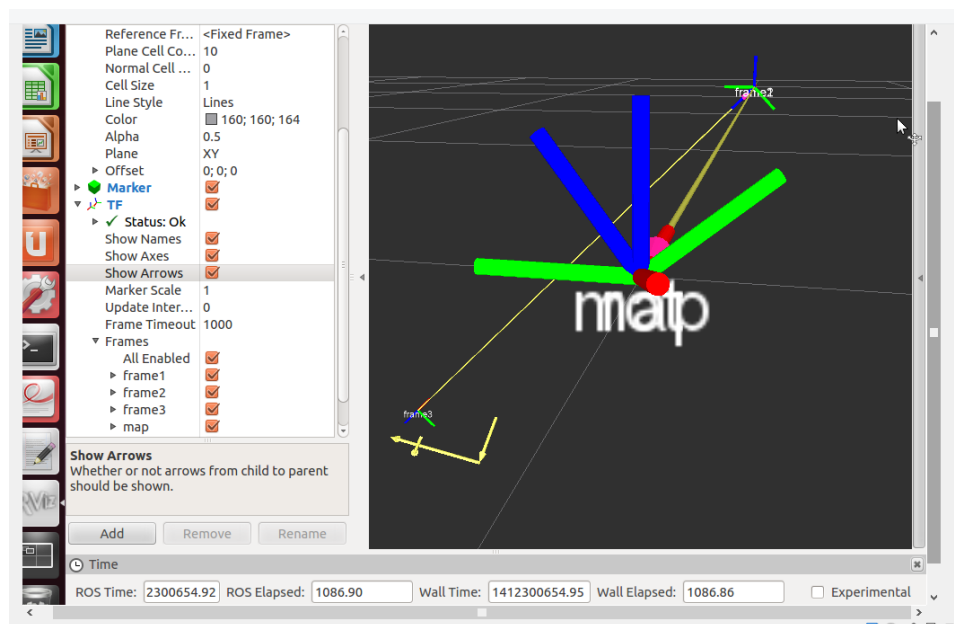 Reference Fr... <Fixed Frame>
Plane Cell Co... 10
Normal Cell ... 0
Cell Size 1
Line Style Lines
Color 160; 160; 164
Alpha 0.5
Plane XY
Offset 0; 0; 0
Marker
TF
Status: Ok
Show Names
Show Axes
Show Arrows
Marker Scale 1
Update Inter... 0
Frame Timeout 1000
Frames
All Enabled
frame1
frame2
frame3
map
Show Arrows
Whether or not arrows from child to parent
should be shown.
Add Remove Rename
frame3
Time
ROS Time: 2300654.92 ROS Elapsed: 1086.90 Wall Time: 1412300654.95 Wall Elapsed: 1086.86 Experimental